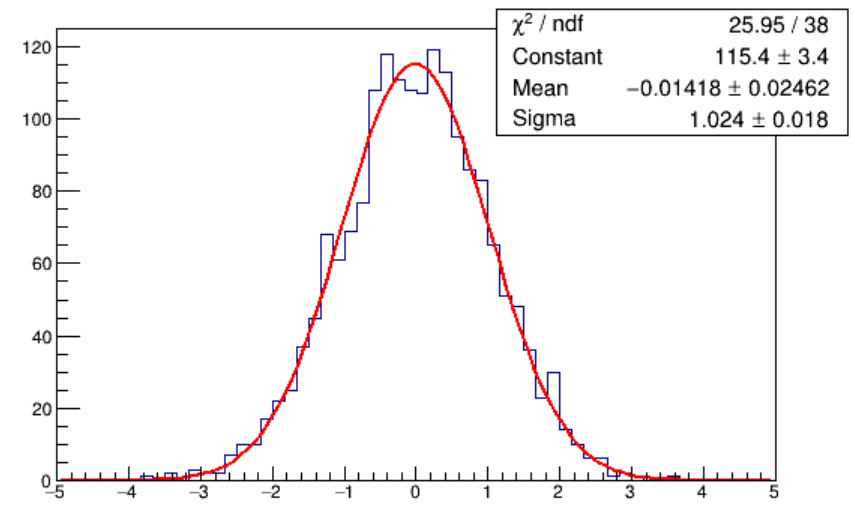 χ² / ndf 25.95 / 38
Constant 115.4 ± 3.4
Mean −0.01418 ± 0.02462
Sigma 1.024 ± 0.018
120
100
80
60
40
20
0
−5 −4 −3 −2 −1 0 1 2 3 4 5